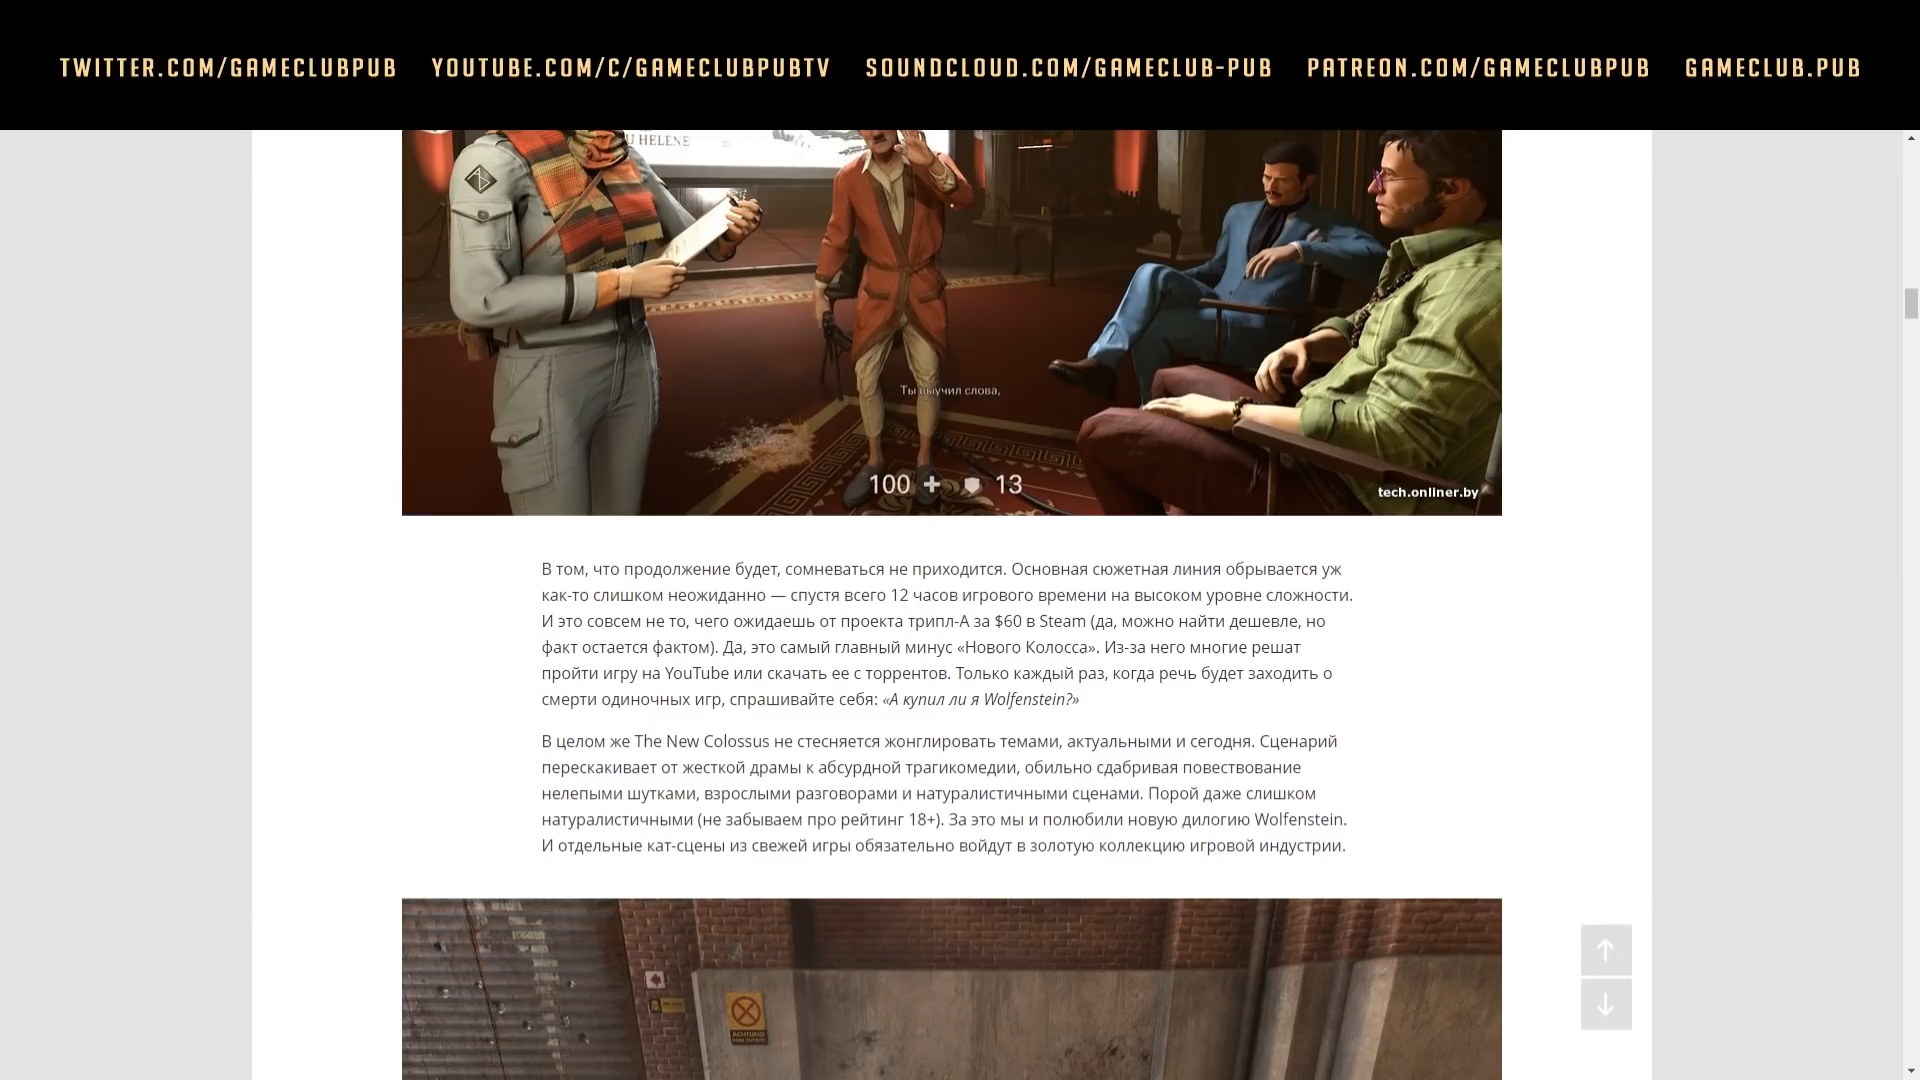 TWITTER.COM/GAMECLUBPUB YOUTUBE.COM/C/GAMECLUBPUBTV SOUNDCLOUD.COM/GAMECLUB-PUB PATREON.COM/GAMECLUBPUB GAMECLUB.PUB
U HELENE
Ты выучил слова,
100 + 13
tech.onliner.by
В том, что продолжение будет, сомневаться не приходится. Основная сюжетная линия обрывается уж
как-то слишком неожиданно — спустя всего 12 часов игрового времени на высоком уровне сложности.
И это совсем не то, чего ожидаешь от проекта трипл-А за $60 в Steam (да, можно найти дешевле, но
факт остается фактом). Да, это самый главный минус «Нового Колосса». Из-за него многие решат
пройти игру на YouTube или скачать ее с торрентов. Только каждый раз, когда речь будет заходить о
смерти одиночных игр, спрашивайте себя: «А купил ли я Wolfenstein?»
В целом же The New Colossus не стесняется жонглировать темами, актуальными и сегодня. Сценарий
перескакивает от жесткой драмы к абсурдной трагикомедии, обильно сдабривая повествование
нелепыми шутками, взрослыми разговорами и натуралистичными сценами. Порой даже слишком
натуралистичными (не забываем про рейтинг 18+). За это мы и полюбили новую дилогию Wolfenstein.
И отдельные кат-сцены из свежей игры обязательно войдут в золотую коллекцию игровой индустрии.
ACHTUNG